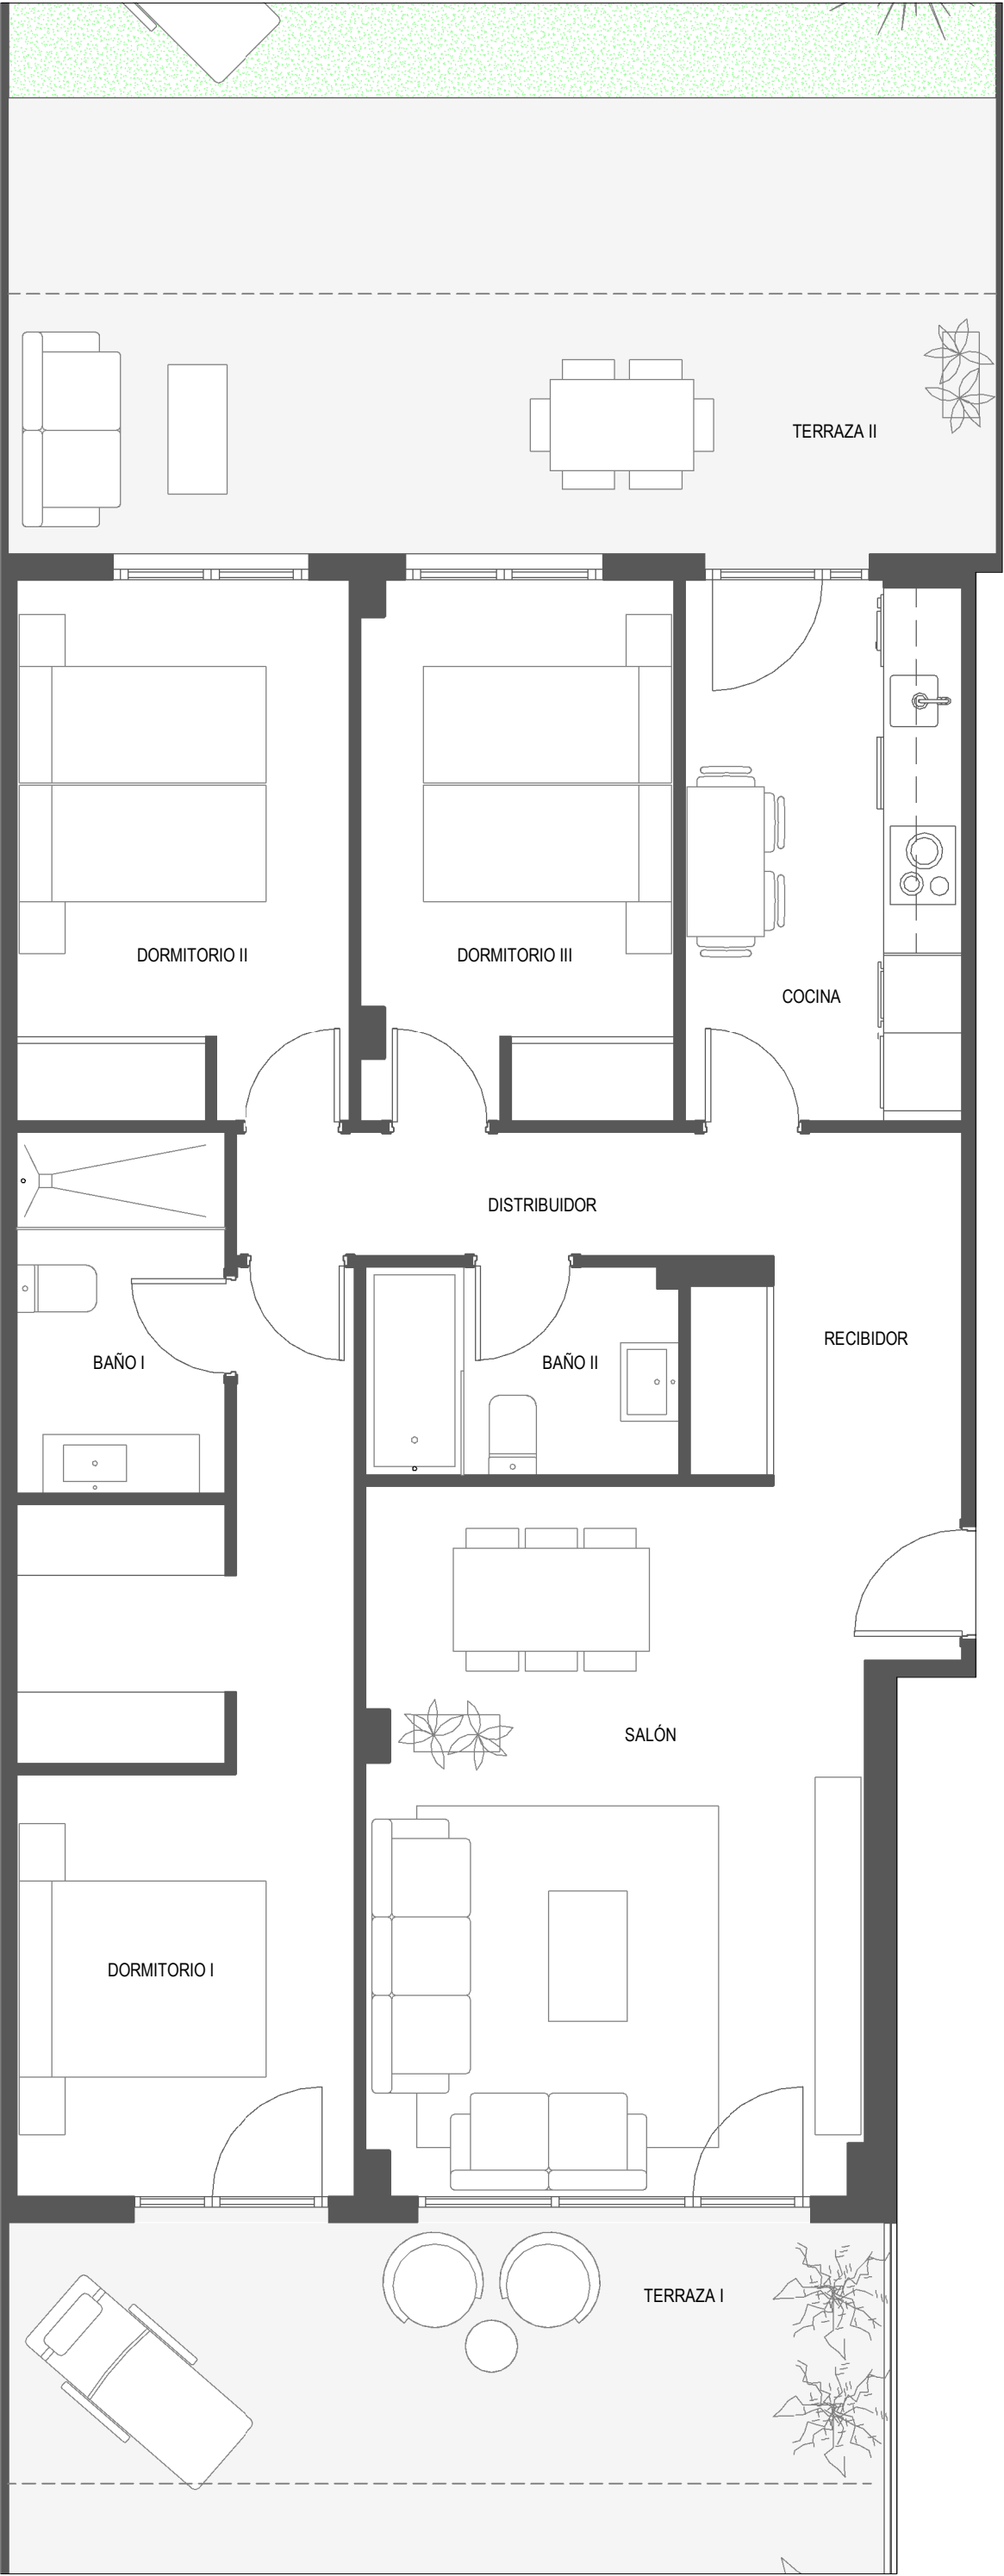 TERRAZA II
DORMITORIO II
DORMITORIO III
COCINA
DISTRIBUIDOR
RECIBIDOR
BAÑO I
BAÑO II
SALÓN
DORMITORIO I
TERRAZA I